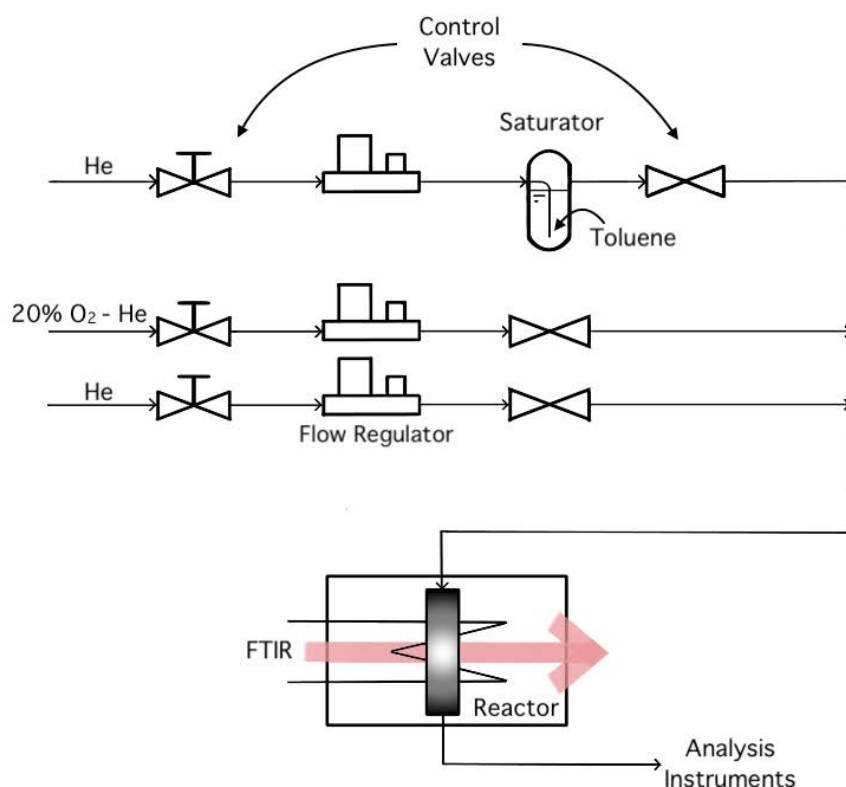 Control
Valves
Saturator
He
Toluene
20% O₂ - He
He
Flow Regulator
FTIR
Reactor
Analysis
Instruments